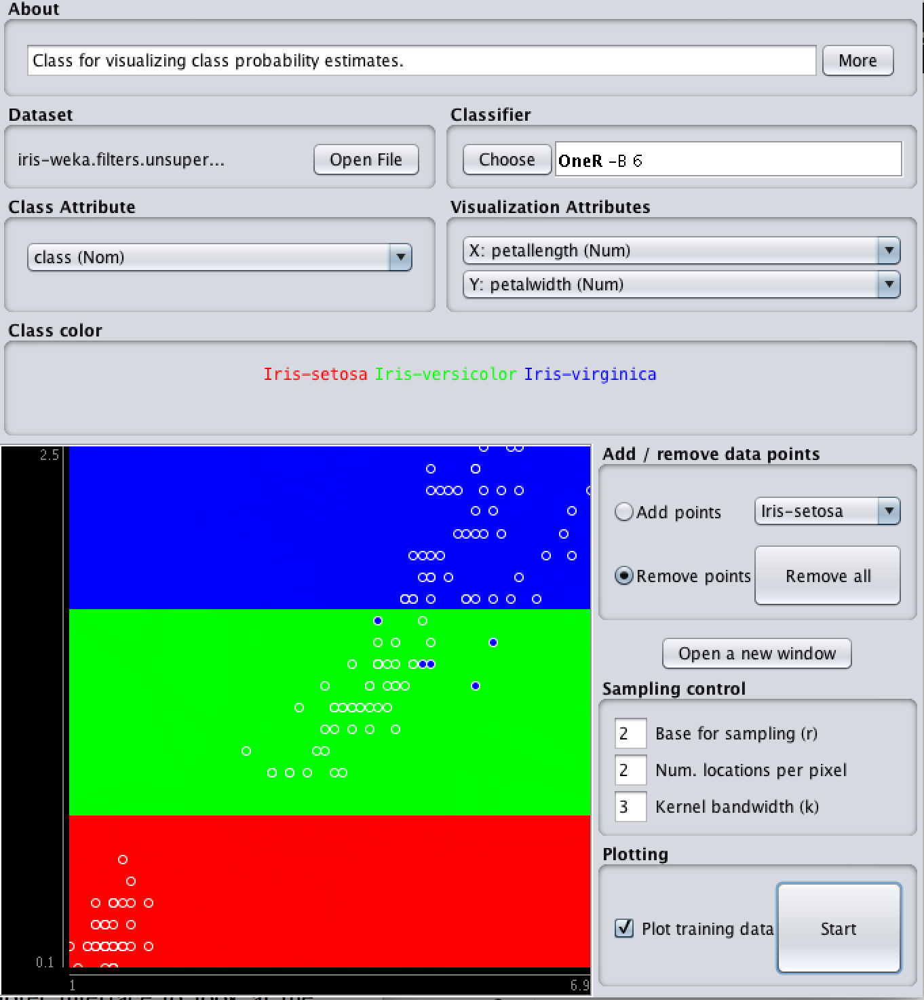 About
Class for visualizing class probability estimates.
More
Dataset
iris-weka.filters.unsuper...
Open File
Classifier
Choose
OneR -B 6
Class Attribute
class (Nom)
Visualization Attributes
X: petallength (Num)
Y: petalwidth (Num)
Class color
Iris-setosa Iris-versicolor Iris-virginica
2.5
0.1
1
6.9
Add / remove data points
Add points
Iris-setosa
Remove points
Remove all
Open a new window
Sampling control
2 Base for sampling (r)
2 Num. locations per pixel
3 Kernel bandwidth (k)
Plotting
Plot training data
Start